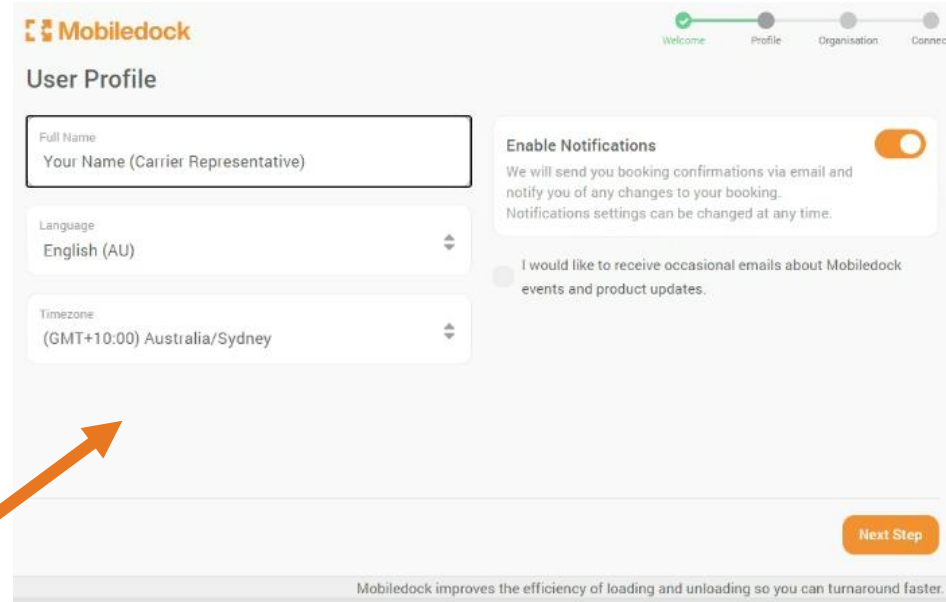 Mobiledock
Welcome
Profile
Organisation
Connec
User Profile
Full Name
Your Name (Carrier Representative)
Language
English (AU)
Timezone
(GMT+10:00) Australia/Sydney
Enable Notifications
We will send you booking confirmations via email and
notify you of any changes to your booking.
Notifications settings can be changed at any time.
I would like to receive occasional emails about Mobiledock
events and product updates.
Next Step
Mobiledock improves the efficiency of loading and unloading so you can turnaround faster.